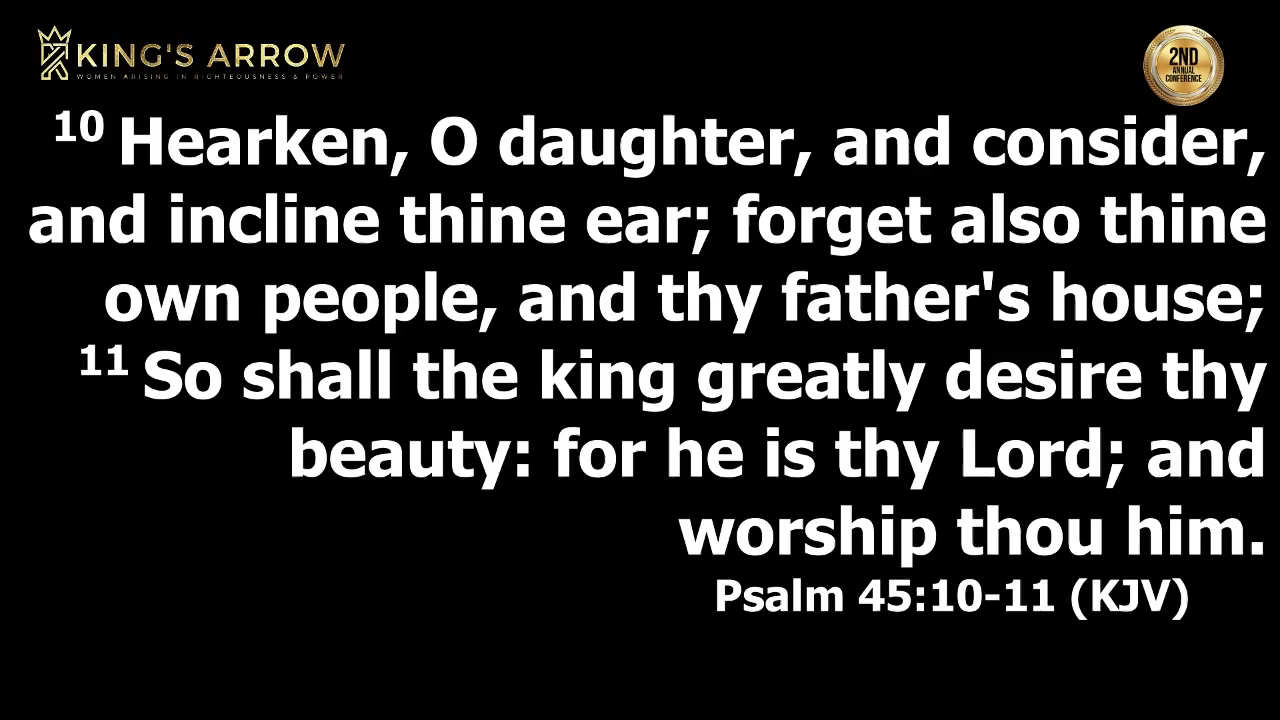 KING'S ARROW
WOMEN ARISING IN RIGHTEOUSNESS & POWER
2ND
ANNUAL
CONFERENCE
10 Hearken, O daughter, and consider,
and incline thine ear; forget also thine
own people, and thy father's house;
11 So shall the king greatly desire thy
beauty: for he is thy Lord; and
worship thou him.
Psalm 45:10-11 (KJV)